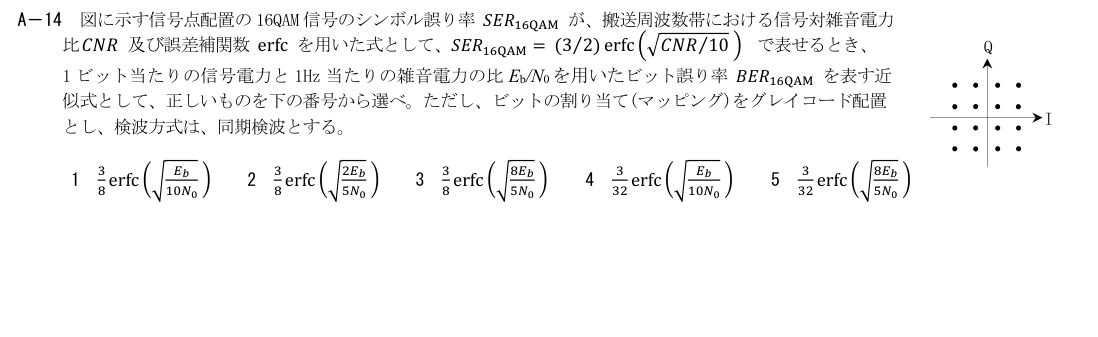 A－14 図に示す信号点配置の 16QAM 信号のシンボル誤り率 SER₁₆QAM が、搬送周波数帯における信号対雑音電力
比CNR 及び誤差補関数 erfc を用いた式として、SER₁₆QAM = (3/2) erfc(√(CNR/10)) で表せるとき、
1 ビット当たりの信号電力と 1Hz 当たりの雑音電力の比 Eb/N0 を用いたビット誤り率 BER₁₆QAM を表す近
似式として、正しいものを下の番号から選べ。ただし、ビットの割り当て(マッピング)をグレイコード配置
とし、検波方式は、同期検波とする。
1 3/8 erfc(√(Eb/10N0)) 2 3/8 erfc(√(2Eb/5N0)) 3 3/8 erfc(√(8Eb/5N0)) 4 3/32 erfc(√(Eb/10N0)) 5 3/32 erfc(√(8Eb/5N0))
Q
I